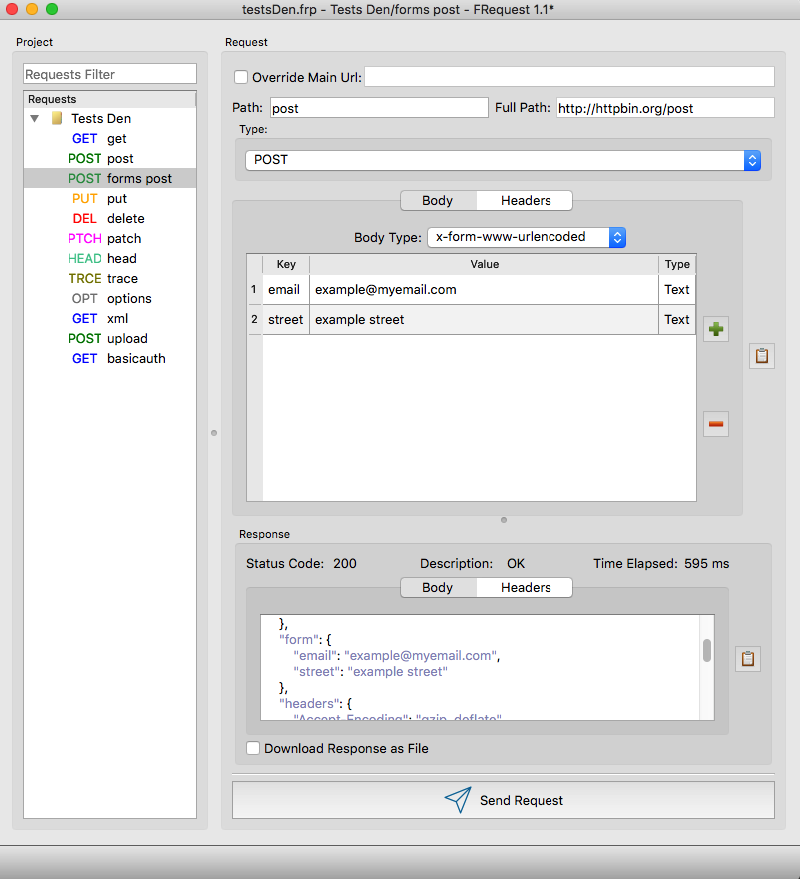 testsDen.frp - Tests Den/forms post - FRequest 1.1*
Project
Requests Filter
Requests
Tests Den
GET get
POST post
POST forms post
PUT put
DEL delete
PTCH patch
HEAD head
TRCE trace
OPT options
GET xml
POST upload
GET basicauth
Request
Override Main Url:
Path: post Full Path: http://httpbin.org/post
Type:
POST
Body Headers
Body Type: x-form-www-urlencoded
Key Value Type
1 email example@myemail.com Text
2 street example street Text
Response
Status Code: 200 Description: OK Time Elapsed: 595 ms
Body Headers
},
"form": {
"email": "example@myemail.com",
"street": "example street"
},
"headers": {
"Accept-Encoding": "gzip, deflate"
Download Response as File
Send Request